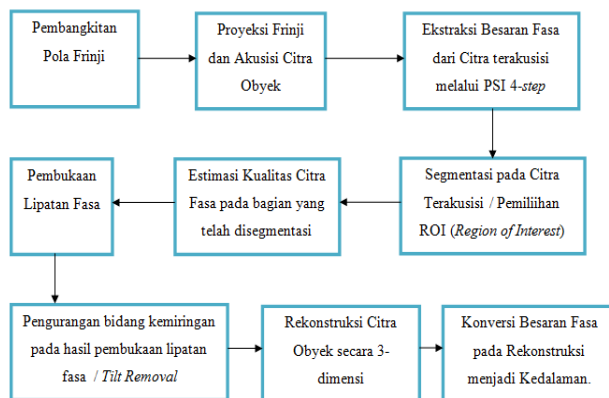 Pembangkitan
Pola Frinji
Proyeksi Frinji
dan Akusisi Citra
Obyek
Ekstraksi Besaran Fasa
dari Citra terakusisi
melalui PSI 4-step
Segmentasi pada Citra
Terakusisi / Pemiliihan
ROI (Region of Interest)
Estimasi Kualitas Citra
Fasa pada bagian yang
telah disegmentasi
Pembukaan
Lipatan Fasa
Pengurangan bidang kemiringan
pada hasil pembukaan lipatan
fasa / Tilt Removal
Rekonstruksi Citra
Obyek secara 3-
dimensi
Konversi Besaran Fasa
pada Rekonstruksi
menjadi Kedalaman.